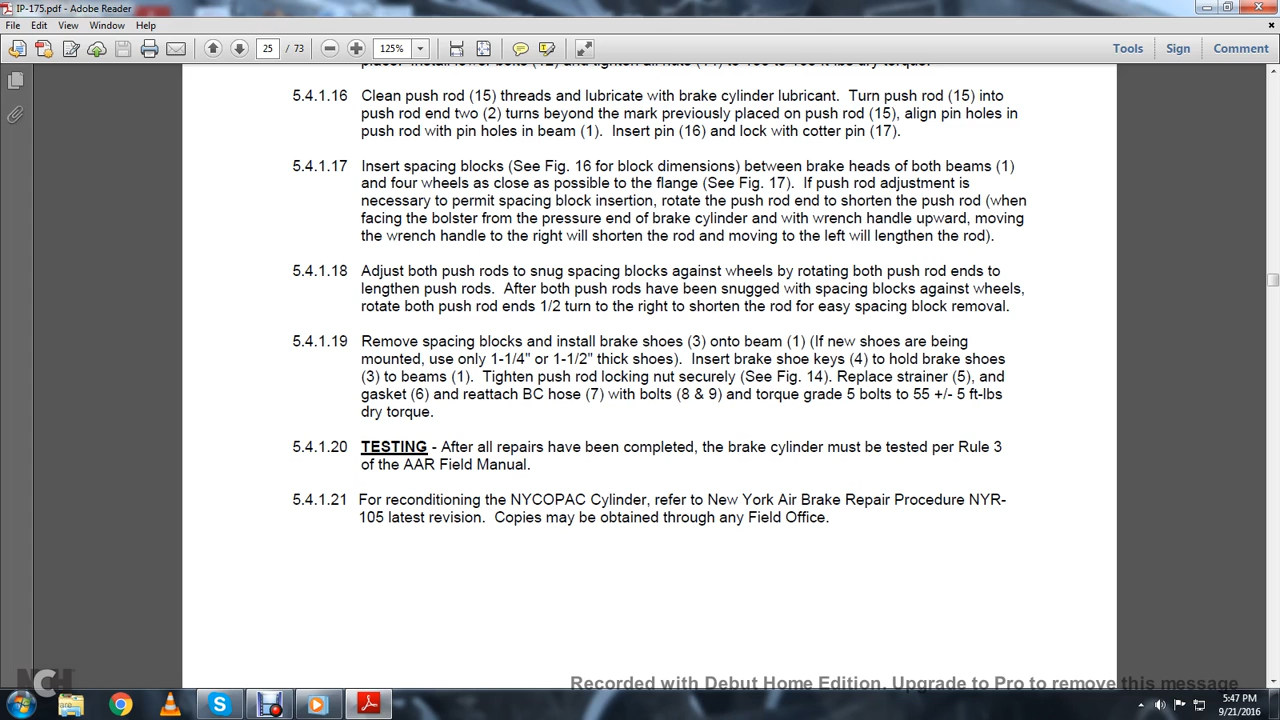 IP-175.pdf - Adobe Reader
File Edit View Window Help
25 / 73 125% Tools Sign Comment
5.4.1.16 Clean push rod (15) threads and lubricate with brake cylinder lubricant. Turn push rod (15) into
push rod end two (2) turns beyond the mark previously placed on push rod (15), align pin holes in
push rod with pin holes in beam (1). Insert pin (16) and lock with cotter pin (17).
5.4.1.17 Insert spacing blocks (See Fig. 16 for block dimensions) between brake heads of both beams (1)
and four wheels as close as possible to the flange (See Fig. 17). If push rod adjustment is
necessary to permit spacing block insertion, rotate the push rod end to shorten the push rod (when
facing the bolster from the pressure end of brake cylinder and with wrench handle upward, moving
the wrench handle to the right will shorten the rod and moving to the left will lengthen the rod).
5.4.1.18 Adjust both push rods to snug spacing blocks against wheels by rotating both push rod ends to
lengthen push rods. After both push rods have been snugged with spacing blocks against wheels,
rotate both push rod ends 1/2 turn to the right to shorten the rod for easy spacing block removal.
5.4.1.19 Remove spacing blocks and install brake shoes (3) onto beam (1) (If new shoes are being
mounted, use only 1-1/4" or 1-1/2" thick shoes). Insert brake shoe keys (4) to hold brake shoes
(3) to beams (1). Tighten push rod locking nut securely (See Fig. 14). Replace strainer (5), and
gasket (6) and reattach BC hose (7) with bolts (8 & 9) and torque grade 5 bolts to 55 +/- 5 ft-lbs
dry torque.
5.4.1.20 TESTING - After all repairs have been completed, the brake cylinder must be tested per Rule 3
of the AAR Field Manual.
5.4.1.21 For reconditioning the NYCOPAC Cylinder, refer to New York Air Brake Repair Procedure NYR-
105 latest revision. Copies may be obtained through any Field Office.
Recorded with Debut Home Edition. Upgrade to Pro to remove this message
NCH
5:47 PM
9/21/2016